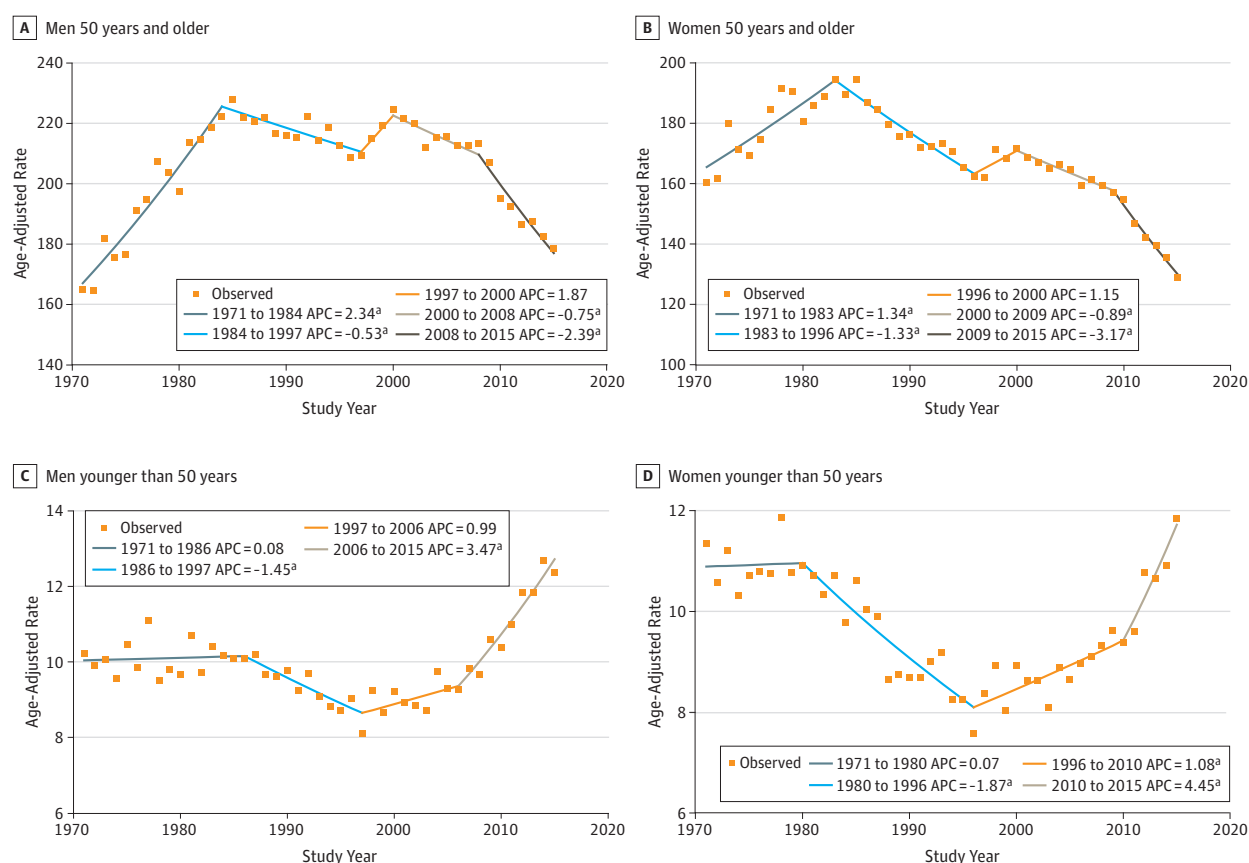 A Men 50 years and older
240
220
200
180
160
140
Age-Adjusted Rate
Observed
1971 to 1984 APC = 2.34a
1984 to 1997 APC = -0.53a
1997 to 2000 APC = 1.87
2000 to 2008 APC = -0.75a
2008 to 2015 APC = -2.39a
1970 1980 1990 2000 2010 2020
Study Year
B Women 50 years and older
200
180
160
140
120
100
Age-Adjusted Rate
Observed
1971 to 1983 APC = 1.34a
1983 to 1996 APC = -1.33a
1996 to 2000 APC = 1.15
2000 to 2009 APC = -0.89a
2009 to 2015 APC = -3.17a
1970 1980 1990 2000 2010 2020
Study Year
C Men younger than 50 years
14
12
10
8
6
Age-Adjusted Rate
Observed
1971 to 1986 APC = 0.08
1986 to 1997 APC = -1.45a
1997 to 2006 APC = 0.99
2006 to 2015 APC = 3.47a
1970 1980 1990 2000 2010 2020
Study Year
D Women younger than 50 years
12
10
8
6
Age-Adjusted Rate
Observed
1971 to 1980 APC = 0.07
1980 to 1996 APC = -1.87a
1996 to 2010 APC = 1.08a
2010 to 2015 APC = 4.45a
1970 1980 1990 2000 2010 2020
Study Year